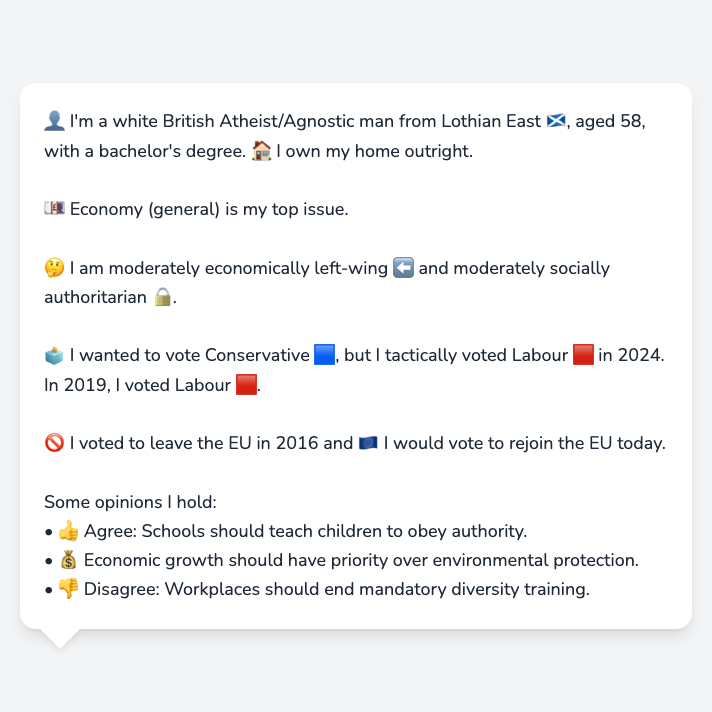 👤 I'm a white British Atheist/Agnostic man from Lothian East 🏴󠁧󠁢󠁳󠁣󠁴󠁿, aged 58,
with a bachelor's degree. 🏠 I own my home outright.
💷 Economy (general) is my top issue.
🤔 I am moderately economically left-wing ⬅️ and moderately socially
authoritarian 🔒.
🗳️ I wanted to vote Conservative 🟦, but I tactically voted Labour 🟥 in 2024.
In 2019, I voted Labour 🟥.
🚫 I voted to leave the EU in 2016 and 🇪🇺 I would vote to rejoin the EU today.
Some opinions I hold:
• 👍 Agree: Schools should teach children to obey authority.
• 💰 Economic growth should have priority over environmental protection.
• 👎 Disagree: Workplaces should end mandatory diversity training.